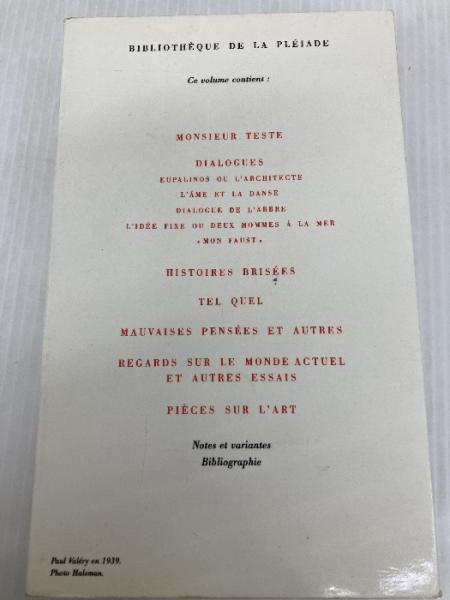 BIBLIOTHÈQUE DE LA PLÉIADE
Ce volume contient :
MONSIEUR TESTE
DIALOGUES
EUPALINOS OU L'ARCHITECTE
L'ÂME ET LA DANSE
DIALOGUE DE L'ARBRE
L'IDÉE FIXE OU DEUX HOMMES À LA MER
« MON FAUST »
HISTOIRES BRISÉES
TEL QUEL
MAUVAISES PENSÉES ET AUTRES
REGARDS SUR LE MONDE ACTUEL
ET AUTRES ESSAIS
PIÈCES SUR L'ART
Notes et variantes
Bibliographie
Paul Valéry en 1939.
Photo Halsman.